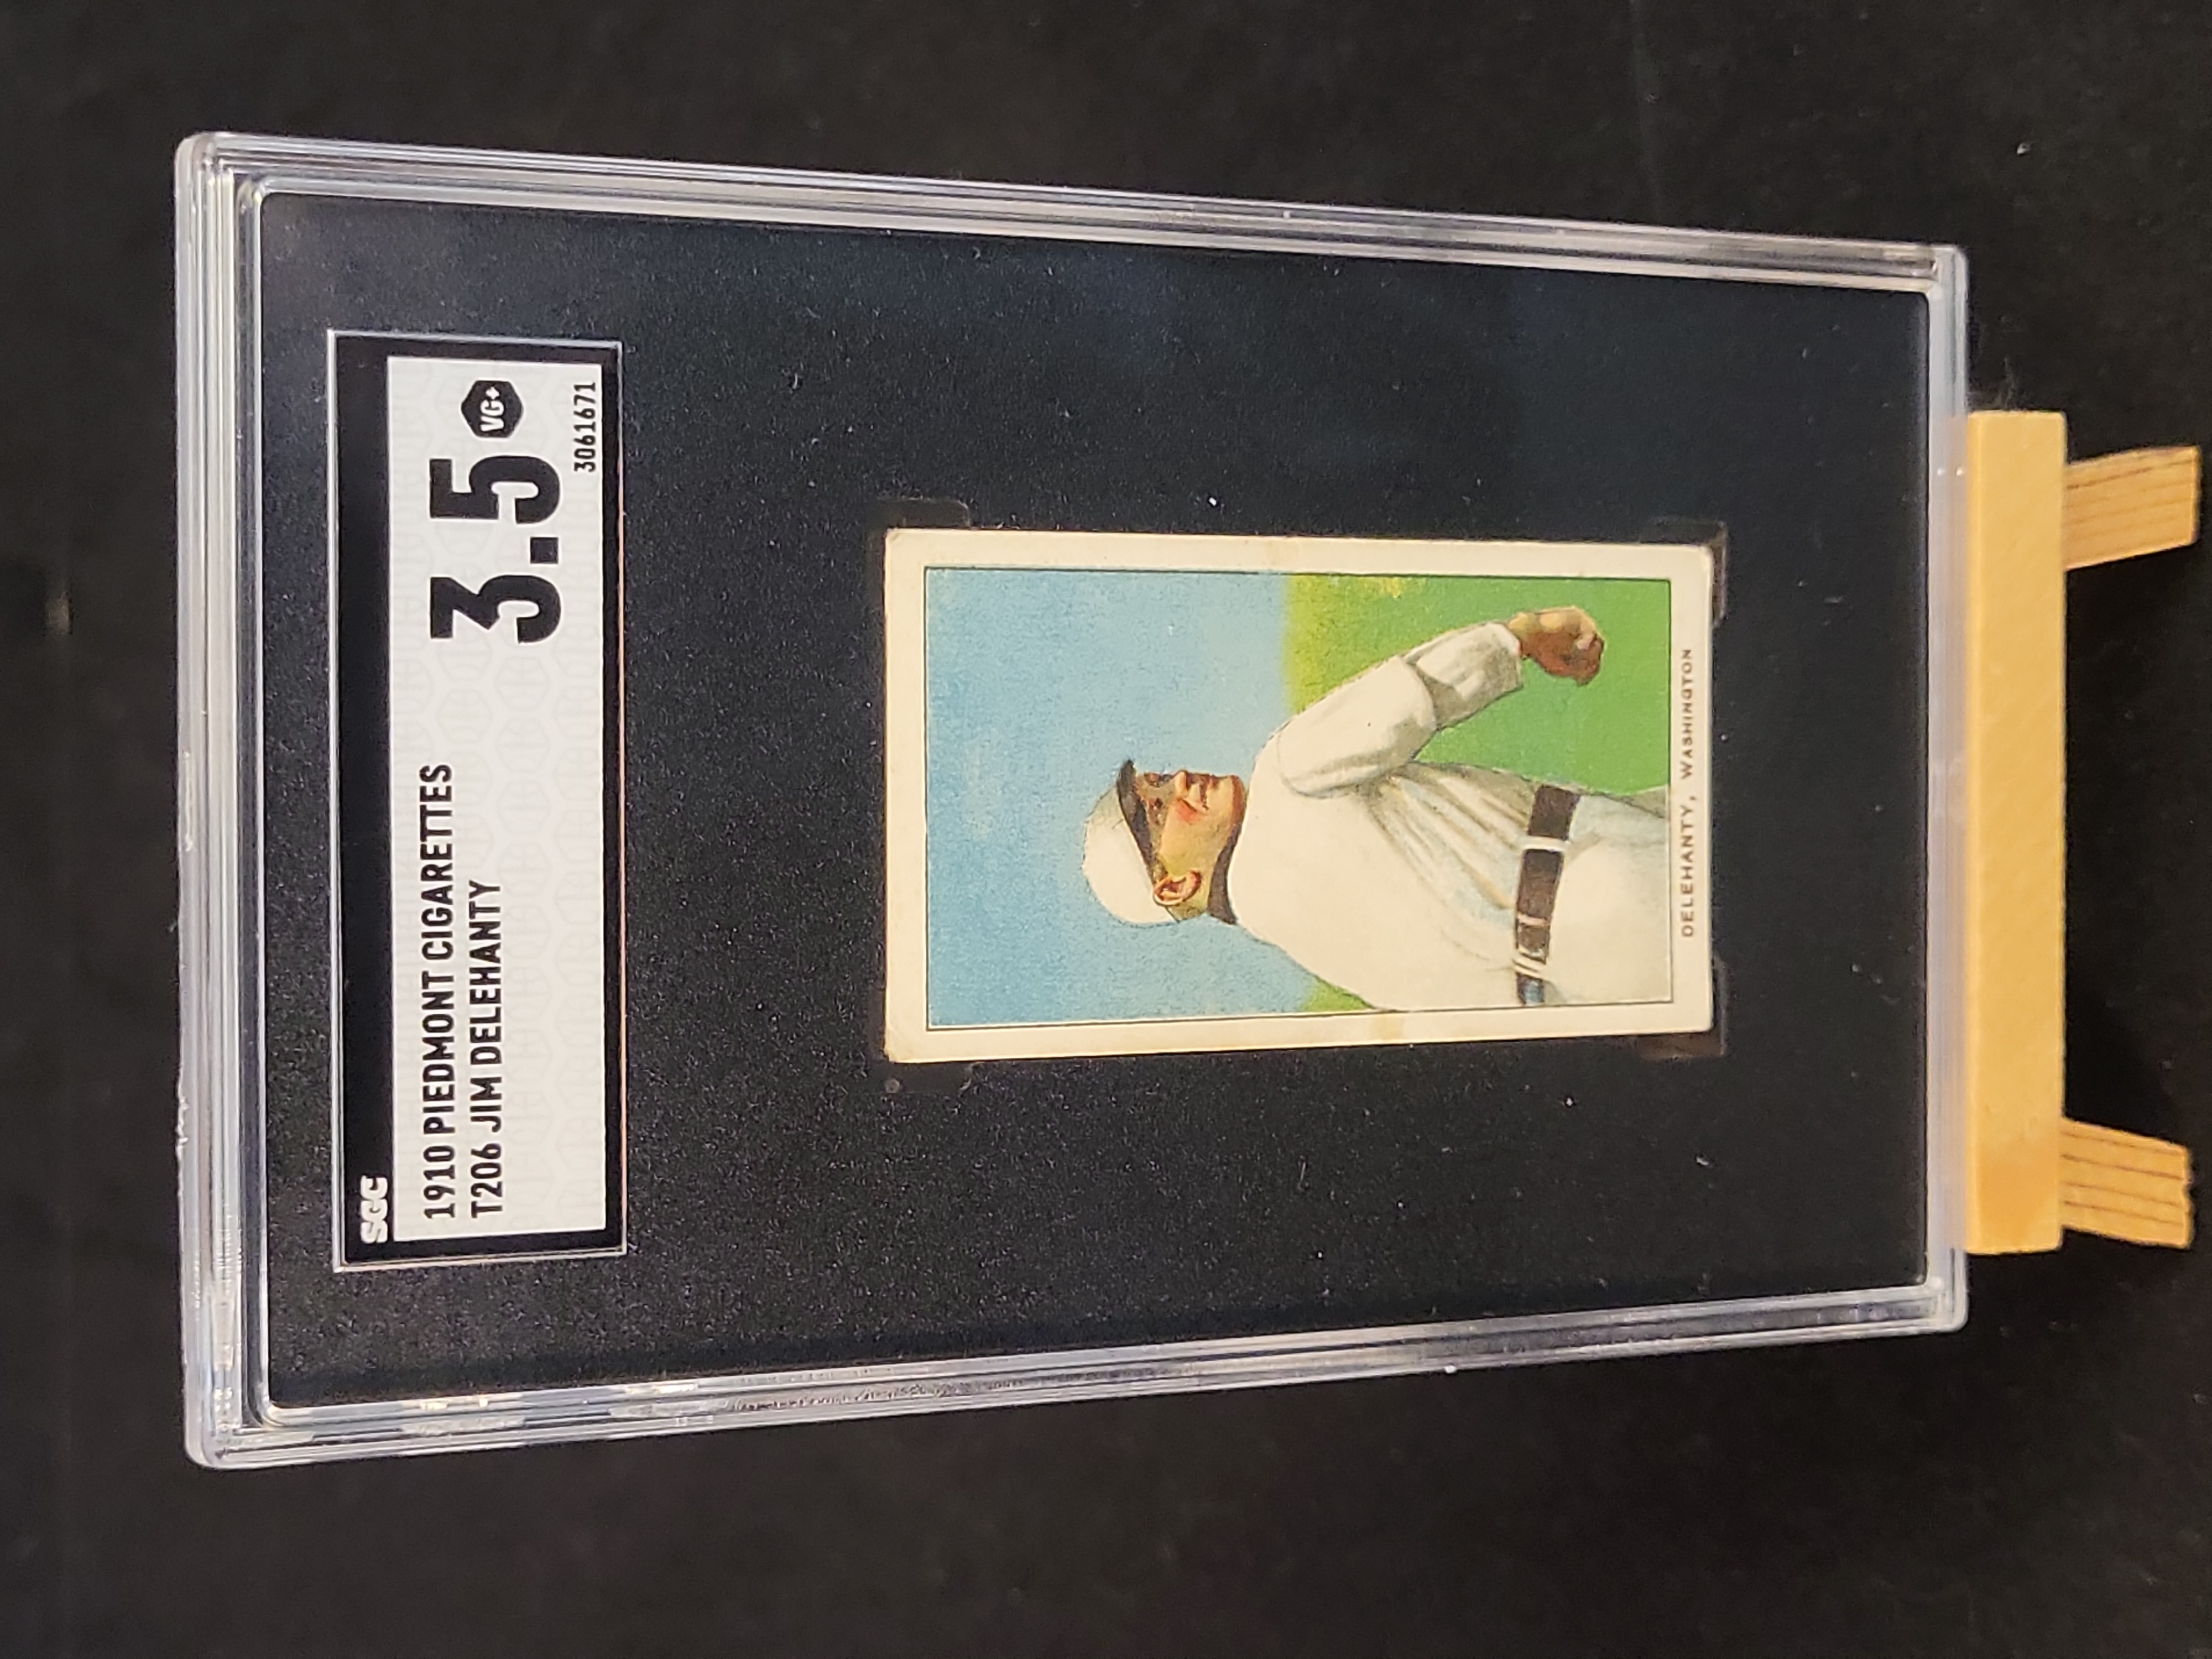 SGC
1910 PIEDMONT CIGARETTES
T206 JIM DELEHANTY
3.5
VG+
3061671
DELEHANTY, WASHINGTON